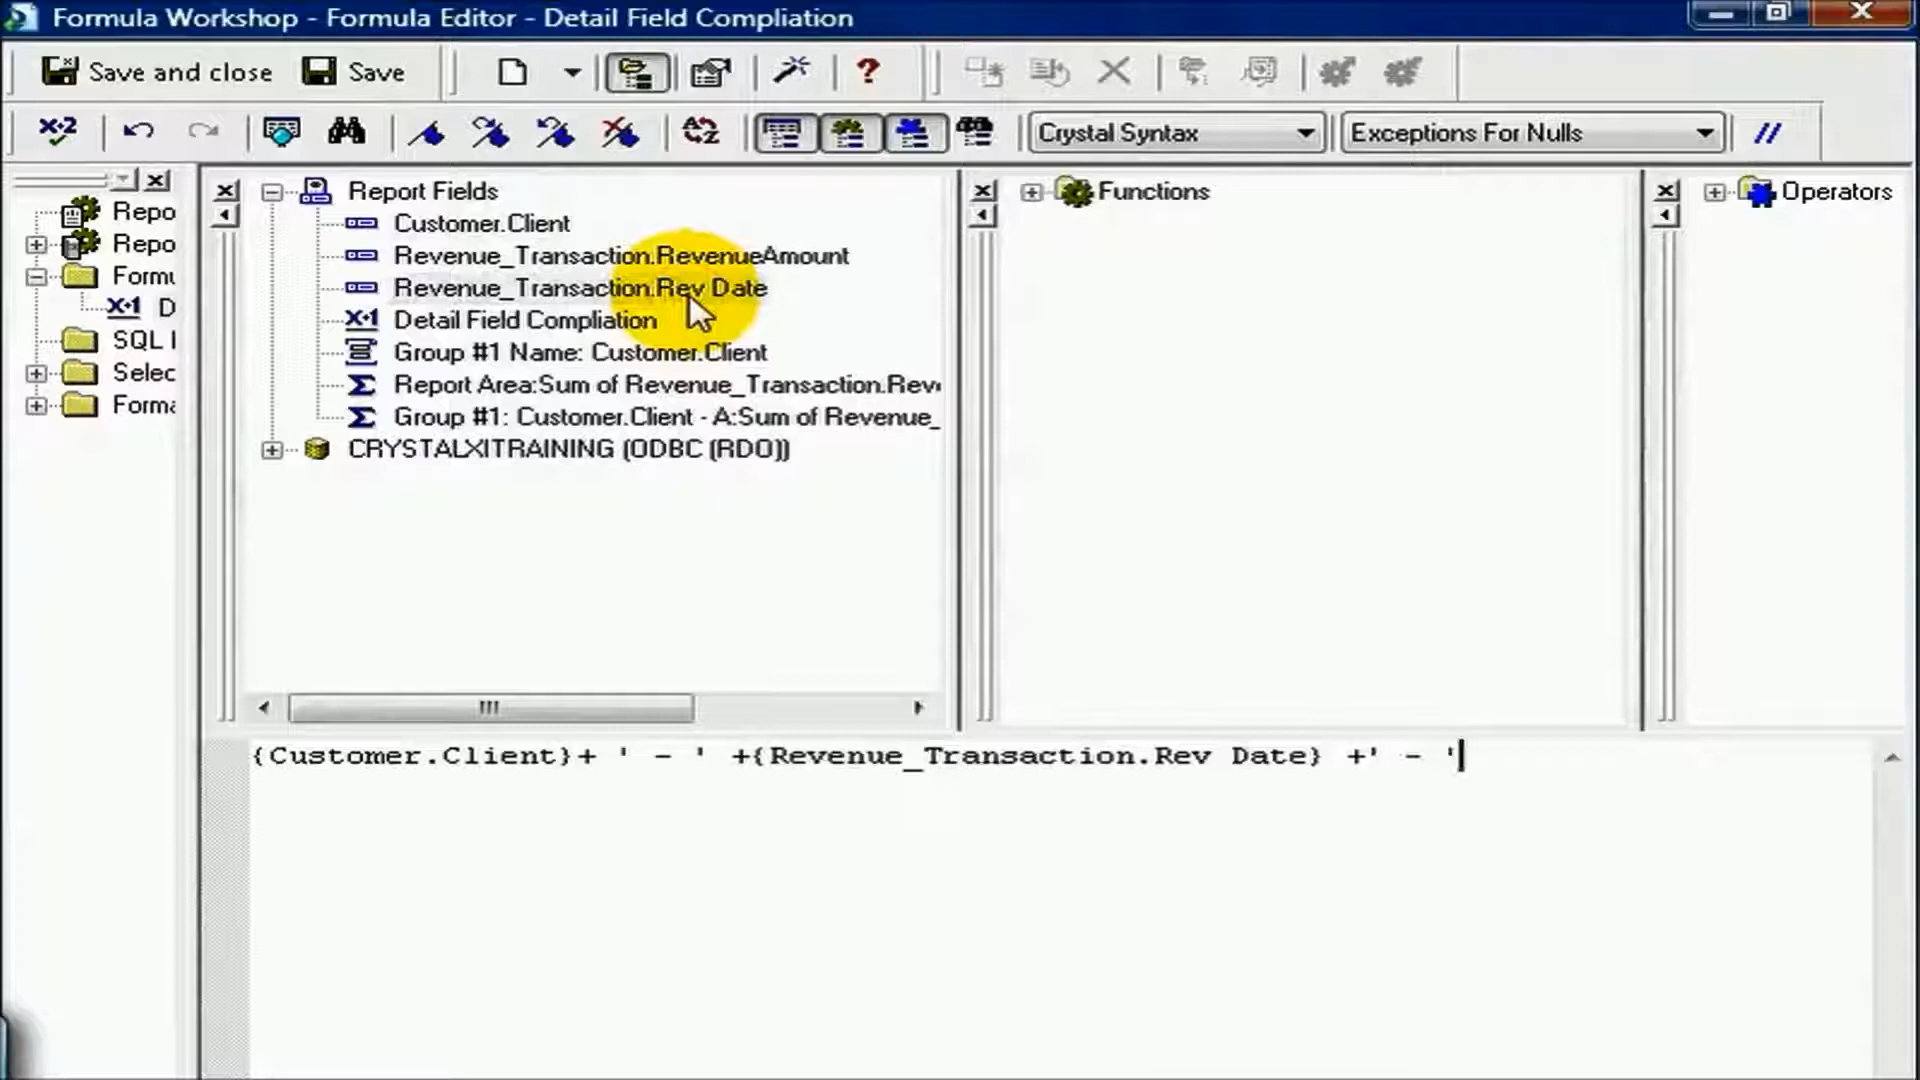 Formula Workshop - Formula Editor - Detail Field Compliation
Save and close Save
Crystal Syntax Exceptions For Nulls //
Repo
Repo
Formu
D
SQL
Selec
Forma
Report Fields
Customer.Client
Revenue_Transaction.RevenueAmount
Revenue_Transaction.Rev Date
Detail Field Compliation
Group #1 Name: Customer.Client
Report Area:Sum of Revenue_Transaction.Rev
Group #1: Customer.Client - A:Sum of Revenue_
CRYSTALXITRAINING (ODBC (RDO))
Functions
Operators
{Customer.Client}+ ' - ' +{Revenue_Transaction.Rev Date} +' - '